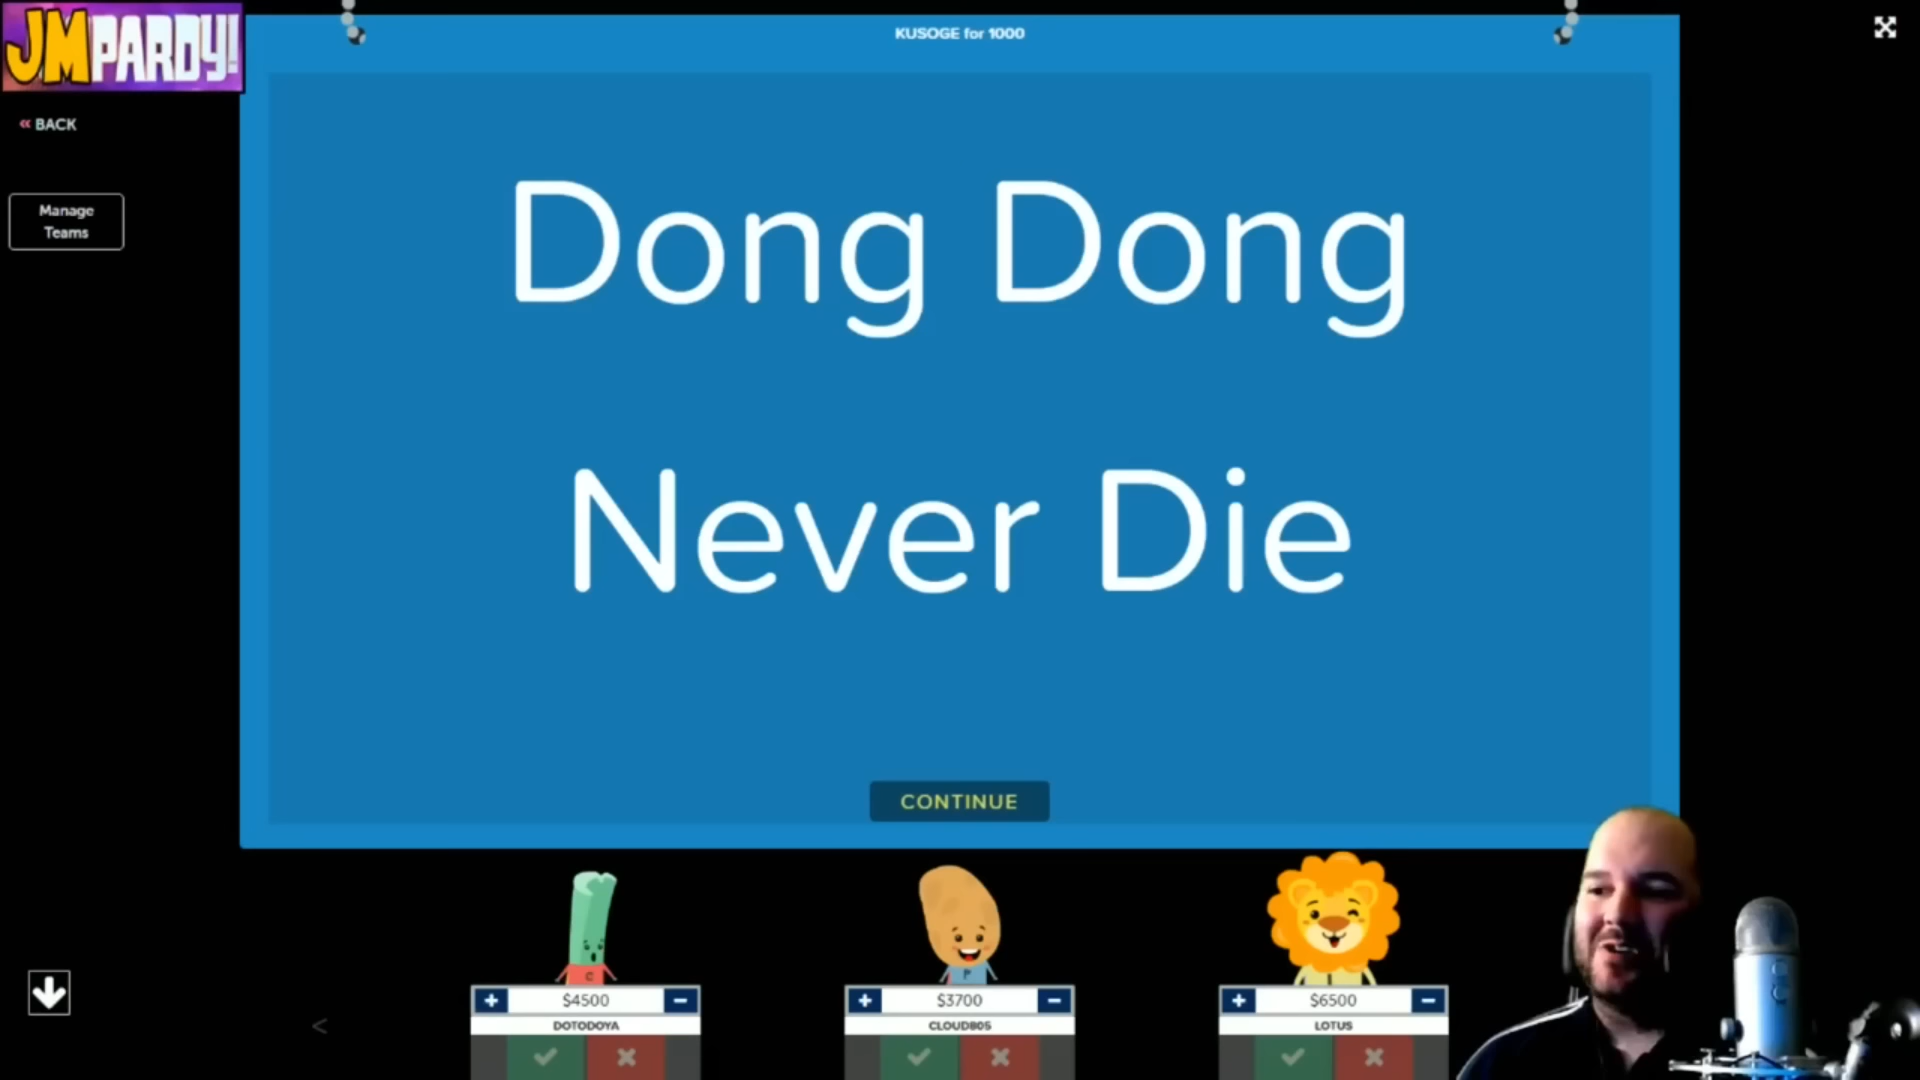 JMPARDY!
KUSOGE for 1000
« BACK
Manage
Teams
Dong Dong
Never Die
CONTINUE
C
P
$4500
$3700
$6500
DOTODOYA
CLOUD805
LOTUS